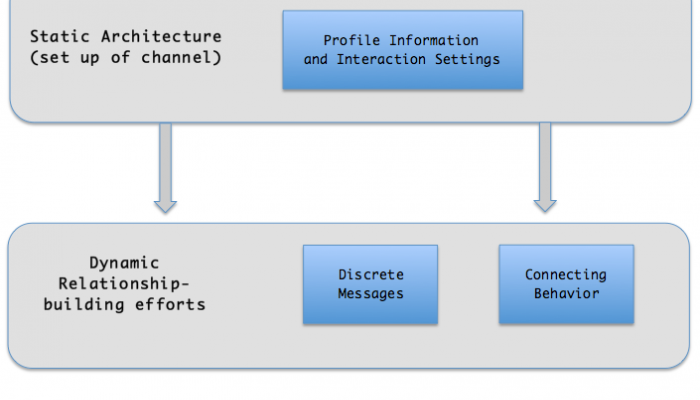 Static Architecture
(set up of channel)
Profile Information
and Interaction Settings
Dynamic
Relationship-
building efforts
Discrete
Messages
Connecting
Behavior